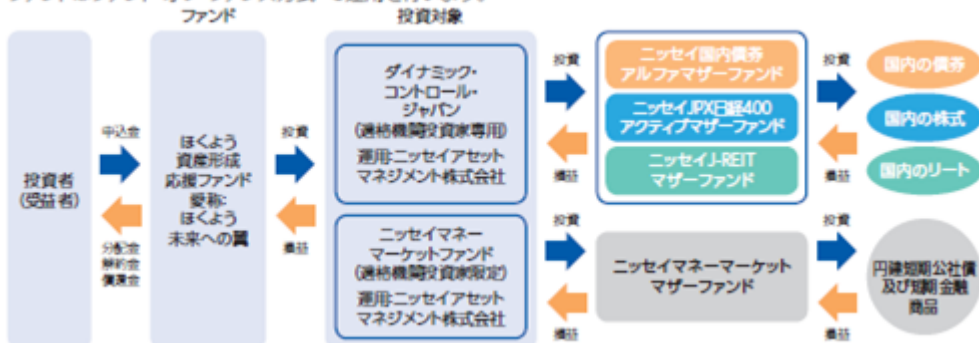 ファンド
投資対象
投資者
(受益者)
申込金
分配金
解約金
償還金
ほくよう
資産形成
応援ファンド
愛称:
ほくよう
未来への翼
投資
損益
ダイナミック・
コントロール・
ジャパン
(適格機関投資家専用)
運用:ニッセイアセット
マネジメント株式会社
ニッセイマネー
マーケットファンド
(適格機関投資家限定)
運用:ニッセイアセット
マネジメント株式会社
投資
損益
投資
損益
ニッセイ国内債券
アルファマザーファンド
ニッセイJPX日経400
アクティブマザーファンド
ニッセイJ-REIT
マザーファンド
ニッセイマネーマーケット
マザーファンド
投資
損益
投資
損益
国内の債券
国内の株式
国内のリート
円建短期公社債
及び短期金融
商品